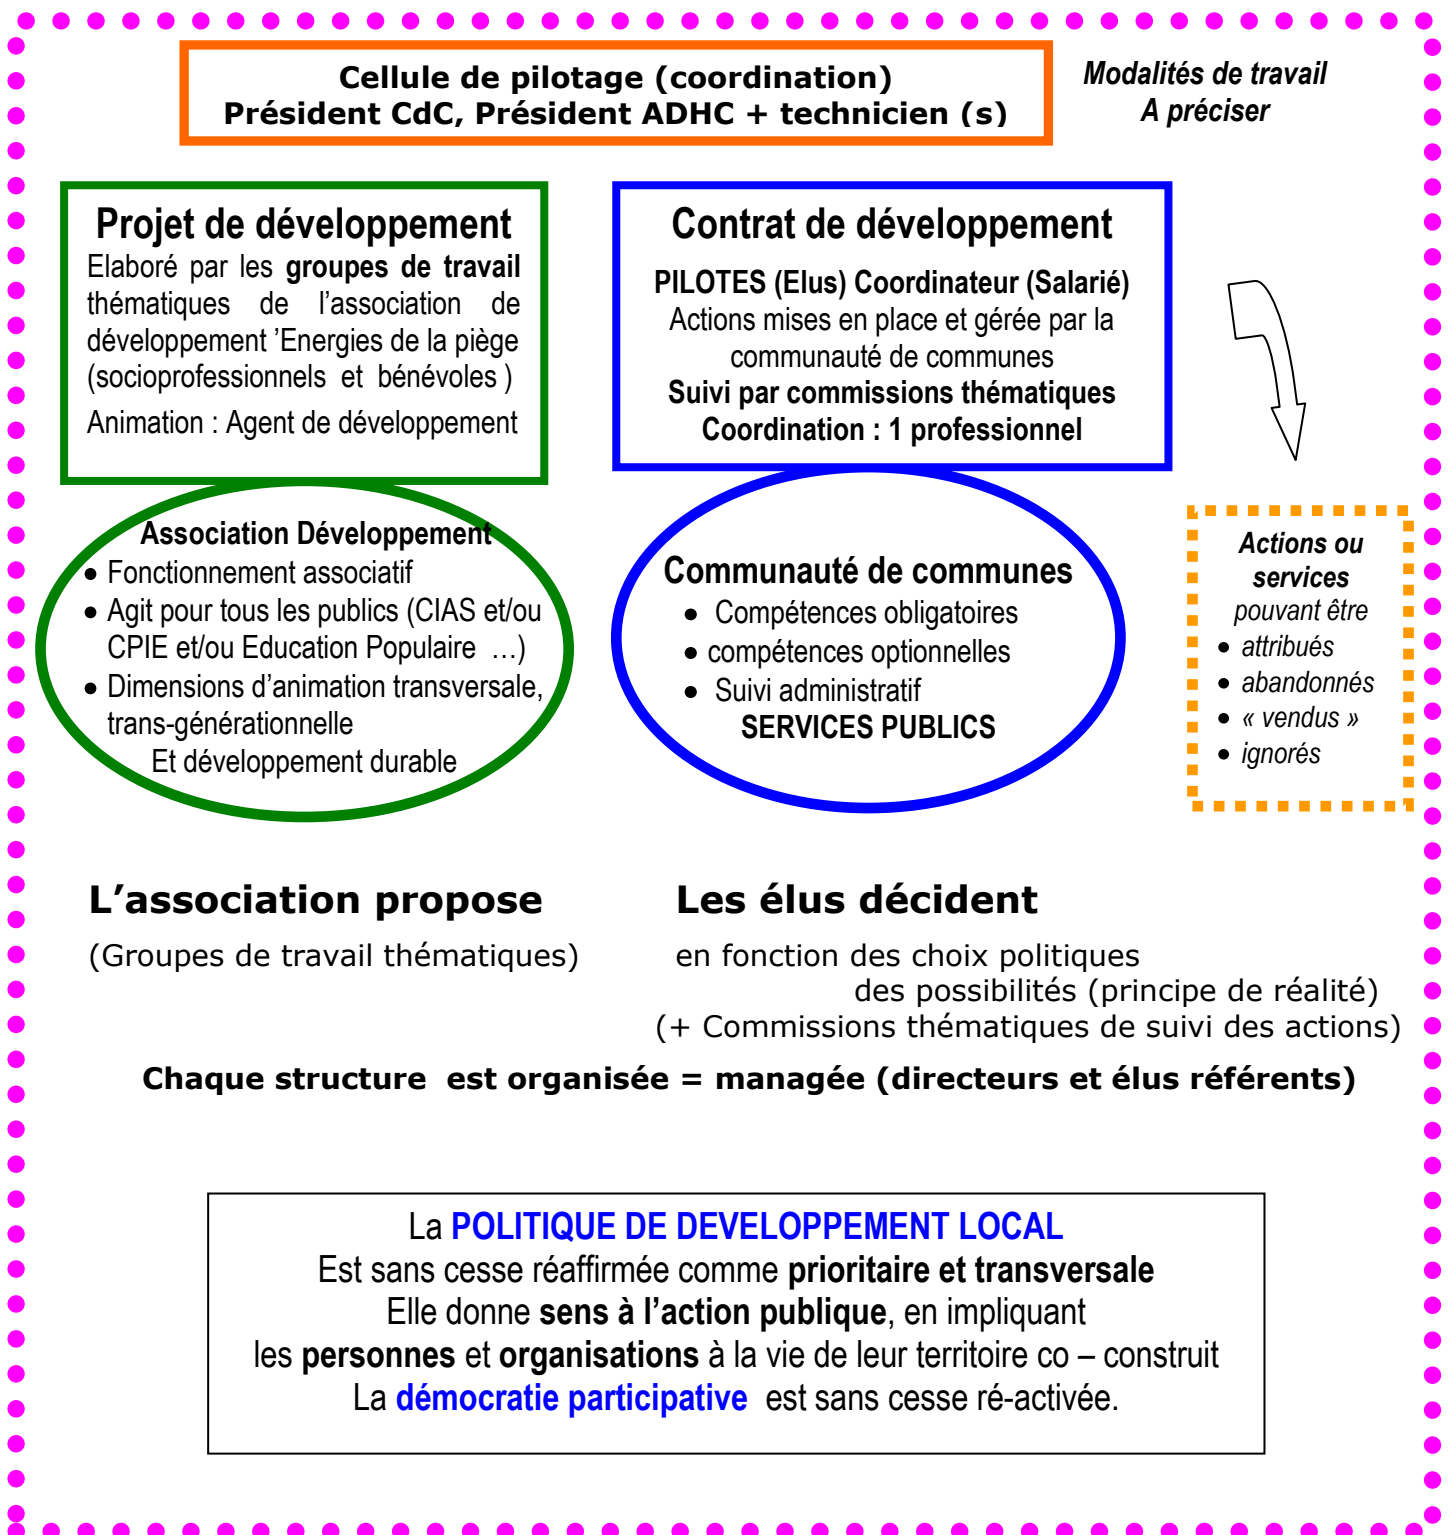 Cellule de pilotage (coordination)
Président CdC, Président ADHC + technicien (s)
Modalités de travail
A préciser
Projet de développement
Elaboré par les groupes de travail
thématiques de l’association de
développement ’Energies de la piège
(socioprofessionnels et bénévoles )
Animation : Agent de développement
Contrat de développement
PILOTES (Elus) Coordinateur (Salarié)
Actions mises en place et gérée par la
communauté de communes
Suivi par commissions thématiques
Coordination : 1 professionnel
Association Développement
• Fonctionnement associatif
• Agit pour tous les publics (CIAS et/ou
CPIE et/ou Education Populaire …)
• Dimensions d’animation transversale,
trans-générationnelle
Et développement durable
Communauté de communes
• Compétences obligatoires
• compétences optionnelles
• Suivi administratif
SERVICES PUBLICS
Actions ou
services
pouvant être
• attribués
• abandonnés
• « vendus »
• ignorés
L’association propose
(Groupes de travail thématiques)
Les élus décident
en fonction des choix politiques
des possibilités (principe de réalité)
(+ Commissions thématiques de suivi des actions)
Chaque structure est organisée = managée (directeurs et élus référents)
La POLITIQUE DE DEVELOPPEMENT LOCAL
Est sans cesse réaffirmée comme prioritaire et transversale
Elle donne sens à l’action publique, en impliquant
les personnes et organisations à la vie de leur territoire co – construit
La démocratie participative est sans cesse ré-activée.